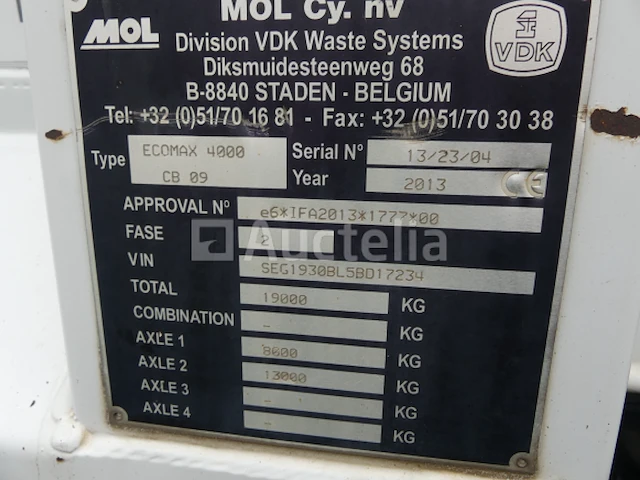 MOL Cy. nv
MOL
Division VDK Waste Systems
VDK
Diksmuidesteenweg 68
B-8840 STADEN - BELGIUM
Tel: +32 (0)51/70 16 81 - Fax: +32 (0)51/70 30 38
Type ECOMAX 4000 Serial N° 13/23/04
CB 09 Year 2013
APPROVAL N° e6*IFA2013*1777*00
FASE 2
Auctelia
VIN SEG1930BL5BD17234
TOTAL 19000 KG
COMBINATION - KG
AXLE 1 8600 KG
AXLE 2 13000 KG
AXLE 3 - KG
AXLE 4 - KG